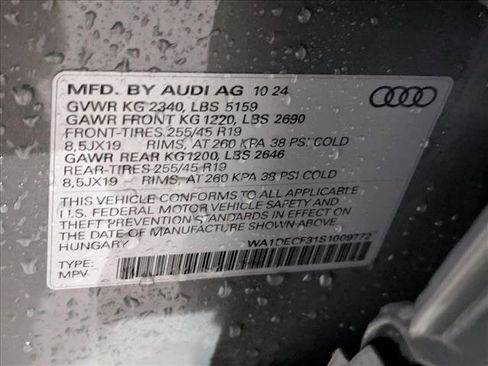 MFD. BY AUDI AG 10 24
GVWR KG 2340, LBS 5159
GAWR FRONT KG 1220, LBS 2690
FRONT-TIRES 255/45 R19
8,5JX19 RIMS, AT 260 KPA 38 PSI COLD
GAWR REAR KG 1200, LBS 2646
REAR-TIRES 255/45 R19
8,5JX19 RIMS, AT 260 KPA 38 PSI COLD
THIS VEHICLE CONFORMS TO ALL APPLICABLE
U.S. FEDERAL MOTOR VEHICLE SAFETY AND
THEFT PREVENTION STANDARDS IN EFFECT ON
THE DATE OF MANUFACTURE SHOWN ABOVE.
HUNGARY WA1DECF31S1009772
TYPE:
MPV